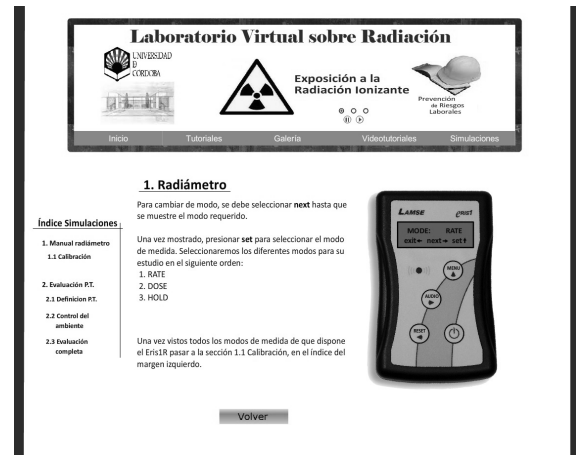 Laboratorio Virtual sobre Radiación
UNIVERSIDAD
D
CORDOBA
Exposición a la
Radiación Ionizante
Prevención
de Riesgos
Laborales
Inicio Tutoriales Galería Videotutoriales Simulaciones
1. Radiámetro
Para cambiar de modo, se debe seleccionar next hasta que
se muestre el modo requerido.
Una vez mostrado, presionar set para seleccionar el modo
de medida. Seleccionaremos los diferentes modos para su
estudio en el siguiente orden:
1. RATE
2. DOSE
3. HOLD
Una vez vistos todos los modos de medida de que dispone
el Eris1R pasar a la sección 1.1 Calibración, en el índice del
margen izquierdo.
Índice Simulaciones
1. Manual radiámetro
1.1 Calibración
2. Evaluación P.T.
2.1 Definicion P.T.
2.2 Control del
ambiente
2.3 Evaluación
completa
LAMSE eRIS1
MODE: RATE
exit← next→ set↑
MENU
AUDIO
RESET
Volver